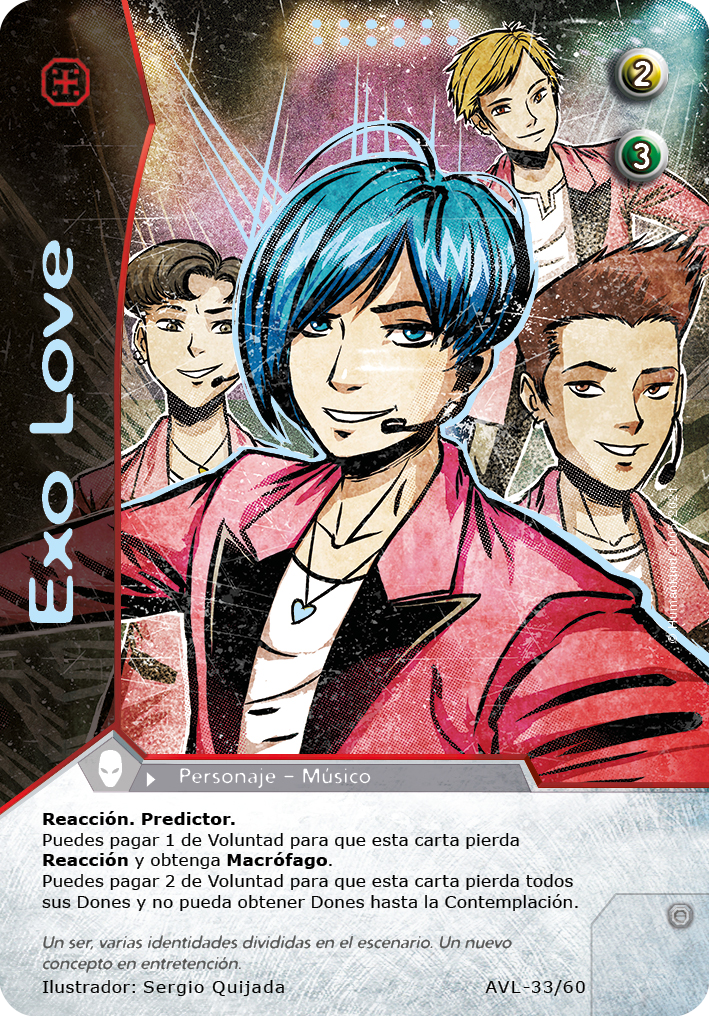 2
3
Exo Love
Personaje – Músico
Reacción. Predictor.
Puedes pagar 1 de Voluntad para que esta carta pierda
Reacción y obtenga Macrófago.
Puedes pagar 2 de Voluntad para que esta carta pierda todos
sus Dones y no pueda obtener Dones hasta la Contemplación.
Un ser, varias identidades divididas en el escenario. Un nuevo
concepto en entretención.
Ilustrador: Sergio Quijada
AVL-33/60